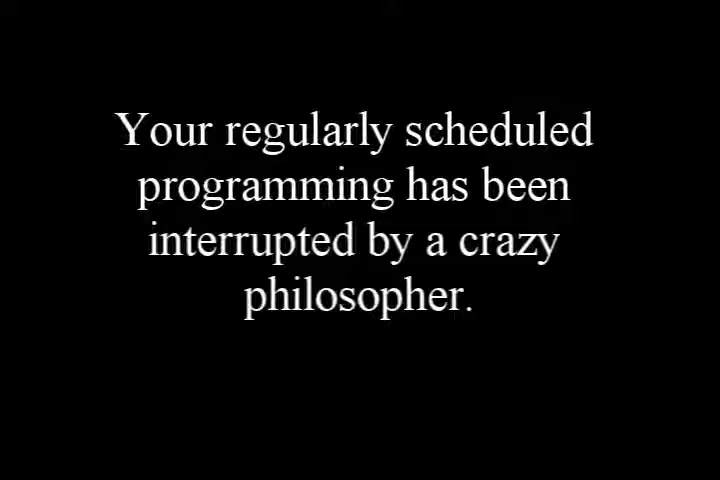 Your regularly scheduled
programming has been
interrupted by a crazy
philosopher.